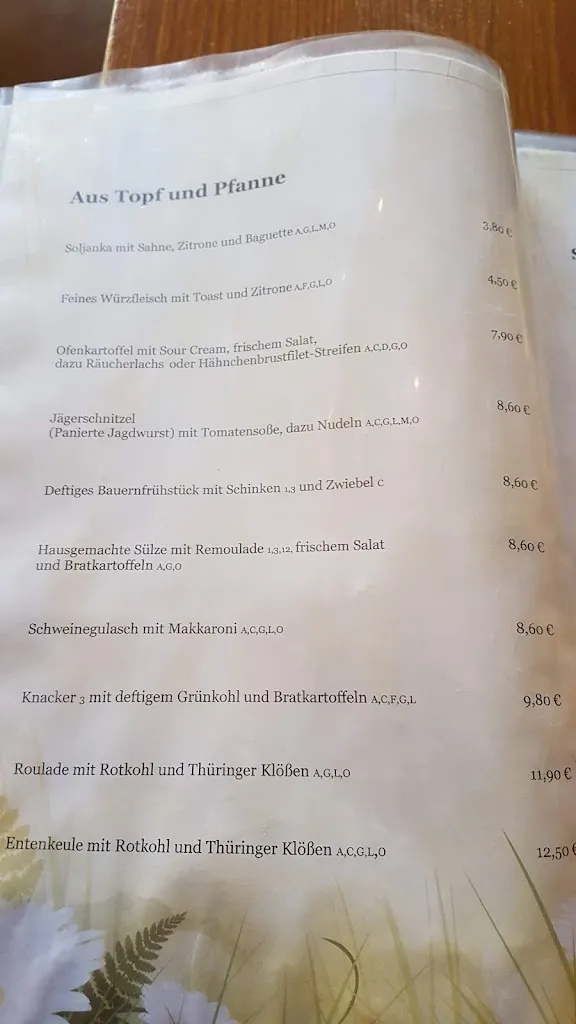 Aus Topf und Pfanne
Soljanka mit Sahne, Zitrone und Baguette A,G,L,M,O 3,80 €
Feines Würzfleisch mit Toast und Zitrone A,F,G,L,O 4,50 €
Ofenkartoffel mit Sour Cream, frischem Salat,
dazu Räucherlachs oder Hähnchenbrustfilet-Streifen A,C,D,G,O 7,90 €
Jägerschnitzel
(Panierte Jagdwurst) mit Tomatensoße, dazu Nudeln A,C,G,L,M,O 8,60 €
Deftiges Bauernfrühstück mit Schinken 1,3 und Zwiebel C 8,60 €
Hausgemachte Sülze mit Remoulade 1,3,12, frischem Salat
und Bratkartoffeln A,G,O 8,60 €
Schweinegulasch mit Makkaroni A,C,G,L,O 8,60 €
Knacker 3 mit deftigem Grünkohl und Bratkartoffeln A,C,F,G,L 9,80 €
Roulade mit Rotkohl und Thüringer Klößen A,G,L,O 11,90 €
Entenkeule mit Rotkohl und Thüringer Klößen A,C,G,L,O 12,50 €